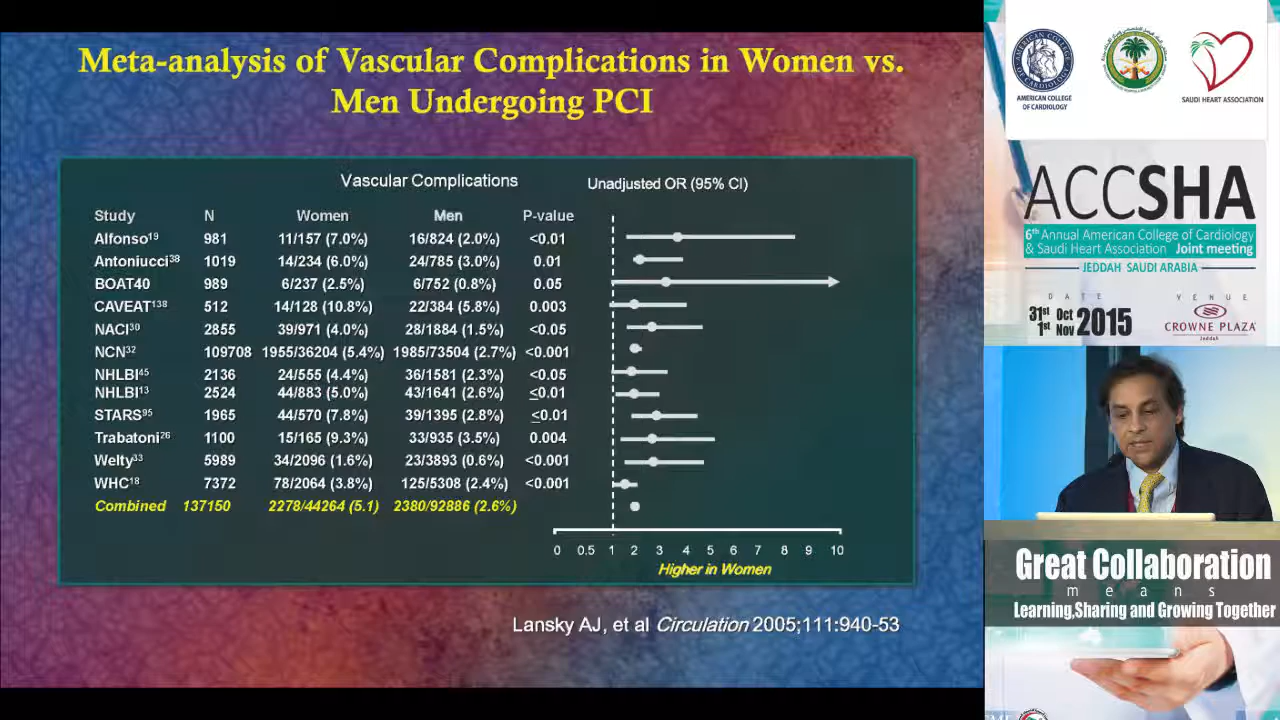 Meta-analysis of Vascular Complications in Women vs.
Men Undergoing PCI
Vascular Complications Unadjusted OR (95% CI)
Study N Women Men P-value
Alfonso19 981 11/157 (7.0%) 16/824 (2.0%) <0.01
Antoniucci38 1019 14/234 (6.0%) 24/785 (3.0%) 0.01
BOAT40 989 6/237 (2.5%) 6/752 (0.8%) 0.05
CAVEAT138 512 14/128 (10.8%) 22/384 (5.8%) 0.003
NACI30 2855 39/971 (4.0%) 28/1884 (1.5%) <0.05
NCN32 109708 1955/36204 (5.4%) 1985/73504 (2.7%) <0.001
NHLBI45 2136 24/555 (4.4%) 36/1581 (2.3%) <0.05
NHLBI13 2524 44/883 (5.0%) 43/1641 (2.6%) ≤0.01
STARS95 1965 44/570 (7.8%) 39/1395 (2.8%) ≤0.01
Trabatoni26 1100 15/165 (9.3%) 33/935 (3.5%) 0.004
Welty33 5989 34/2096 (1.6%) 23/3893 (0.6%) <0.001
WHC18 7372 78/2064 (3.8%) 125/5308 (2.4%) <0.001
Combined 137150 2278/44264 (5.1) 2380/92886 (2.6%)
0 0.5 1 2 3 4 5 6 7 8 9 10
Higher in Women
Lansky AJ, et al Circulation 2005;111:940-53
AMERICAN COLLEGE
OF CARDIOLOGY
SAUDI HEART ASSOCIATION
ACCSHA
6th Annual American College of Cardiology
& Saudi Heart Association Joint meeting
JEDDAH SAUDI ARABIA
DATE
31st Oct
1st Nov 2015
VENUE
CROWNE PLAZA
Jeddah
Great Collaboration
means
Learning,Sharing and Growing Together